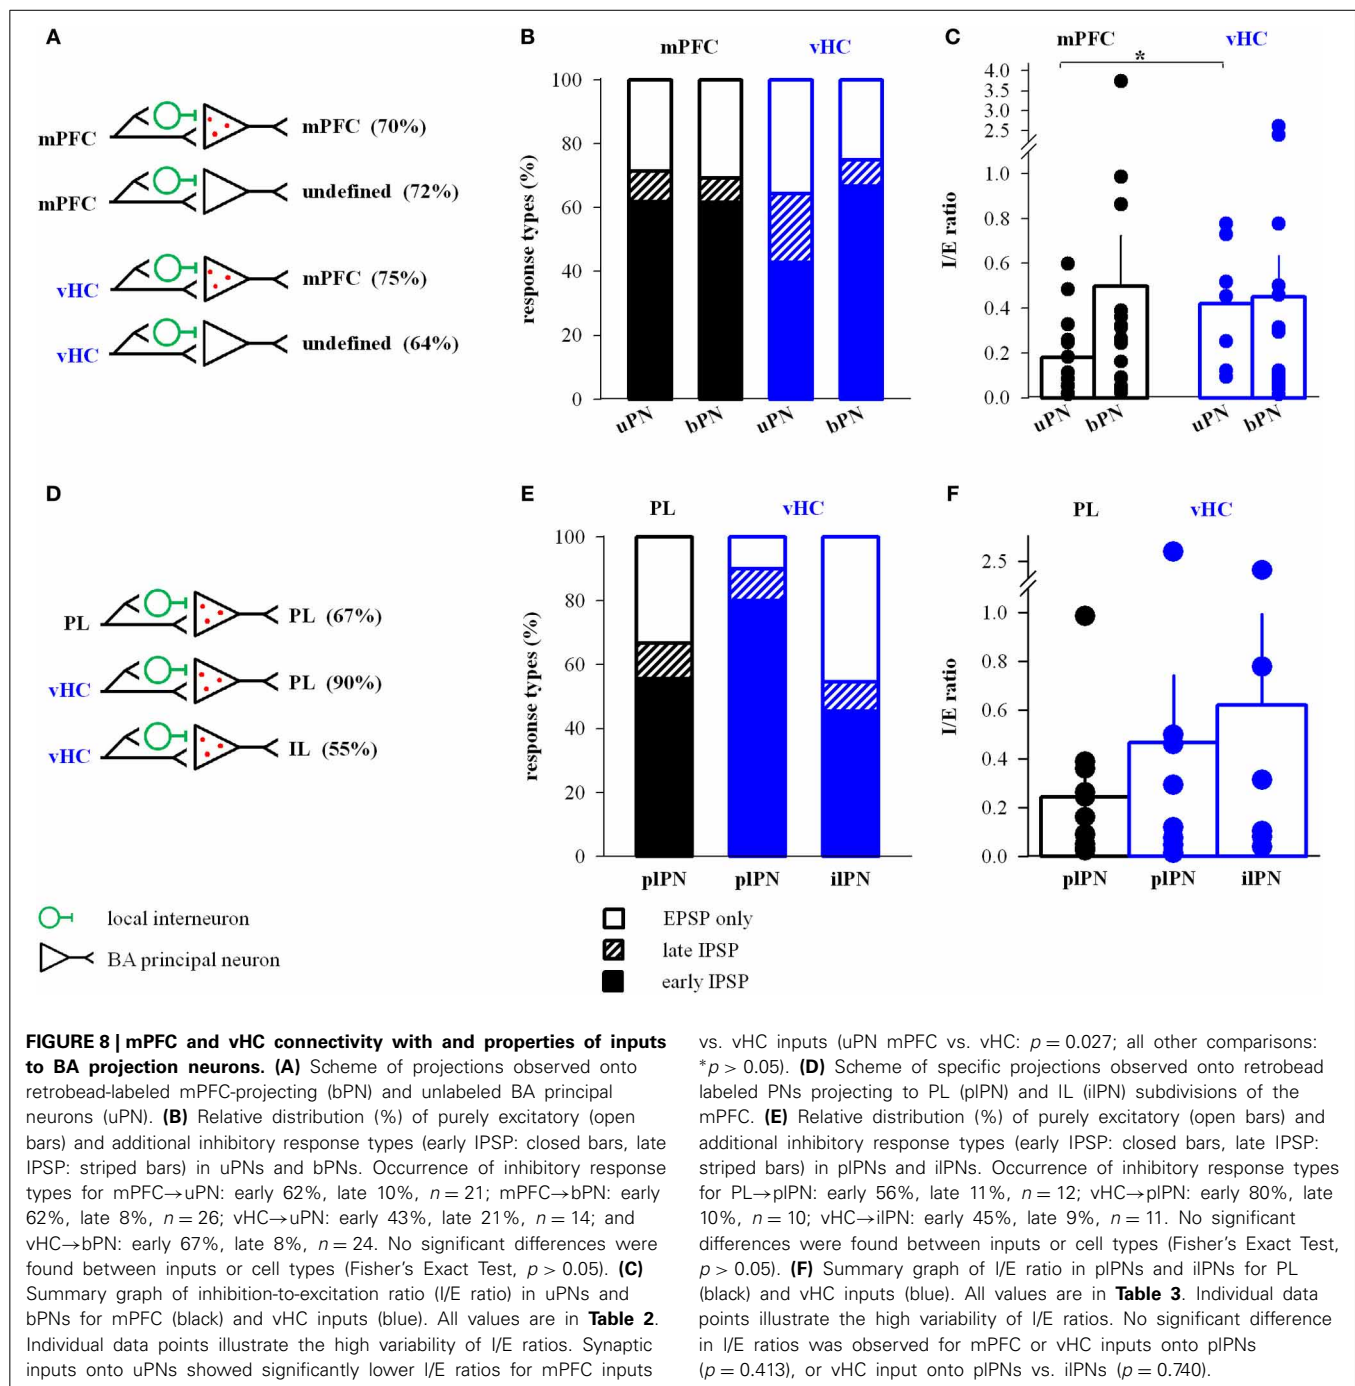 A
mPFC
mPFC (70%)
mPFC
undefined (72%)
vHC
mPFC (75%)
vHC
undefined (64%)
B
mPFC vHC
response types (%)
100
80
60
40
20
0
uPN bPN uPN bPN
C
mPFC vHC
*
I/E ratio
4.0
3.5
3.0
2.5
1.0
0.8
0.6
0.4
0.2
0.0
uPN bPN uPN bPN
D
PL
PL (67%)
vHC
PL (90%)
vHC
IL (55%)
local interneuron
BA principal neuron
E
PL vHC
response types (%)
100
80
60
40
20
0
plPN plPN ilPN
EPSP only
late IPSP
early IPSP
F
PL vHC
I/E ratio
2.5
1.0
0.8
0.6
0.4
0.2
0.0
plPN plPN ilPN
FIGURE 8 | mPFC and vHC connectivity with and properties of inputs
to BA projection neurons. (A) Scheme of projections observed onto
retrobead-labeled mPFC-projecting (bPN) and unlabeled BA principal
neurons (uPN). (B) Relative distribution (%) of purely excitatory (open
bars) and additional inhibitory response types (early IPSP: closed bars, late
IPSP: striped bars) in uPNs and bPNs. Occurrence of inhibitory response
types for mPFC→uPN: early 62%, late 10%, n = 21; mPFC→bPN: early
62%, late 8%, n = 26; vHC→uPN: early 43%, late 21%, n = 14; and
vHC→bPN: early 67%, late 8%, n = 24. No significant differences were
found between inputs or cell types (Fisher's Exact Test, p > 0.05). (C)
Summary graph of inhibition-to-excitation ratio (I/E ratio) in uPNs and
bPNs for mPFC (black) and vHC inputs (blue). All values are in Table 2.
Individual data points illustrate the high variability of I/E ratios. Synaptic
inputs onto uPNs showed significantly lower I/E ratios for mPFC inputs
vs. vHC inputs (uPN mPFC vs. vHC: p = 0.027; all other comparisons:
*p > 0.05). (D) Scheme of specific projections observed onto retrobead
labeled PNs projecting to PL (plPN) and IL (ilPN) subdivisions of the
mPFC. (E) Relative distribution (%) of purely excitatory (open bars) and
additional inhibitory response types (early IPSP: closed bars, late IPSP:
striped bars) in plPNs and ilPNs. Occurrence of inhibitory response types
for PL→plPN: early 56%, late 11%, n = 12; vHC→plPN: early 80%, late
10%, n = 10; vHC→ilPN: early 45%, late 9%, n = 11. No significant
differences were found between inputs or cell types (Fisher's Exact Test,
p > 0.05). (F) Summary graph of I/E ratio in plPNs and ilPNs for PL
(black) and vHC inputs (blue). All values are in Table 3. Individual data
points illustrate the high variability of I/E ratios. No significant difference
in I/E ratios was observed for mPFC or vHC inputs onto plPNs
(p = 0.413), or vHC input onto plPNs vs. ilPNs (p = 0.740).